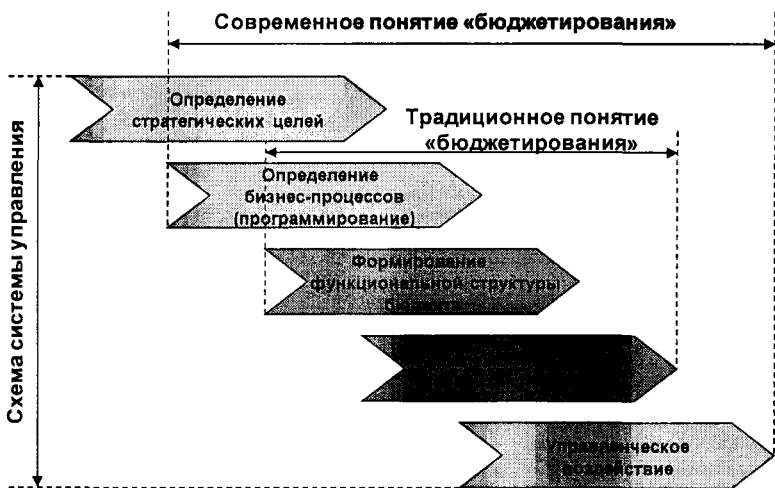 Современное понятие «бюджетирования»
Определение
стратегических целей
Традиционное понятие
«бюджетирования»
Определение
бизнес-процессов
(программирование)
Формирование
функциональной структуры
бюджета
Управленческое
воздействие
Схема системы управления